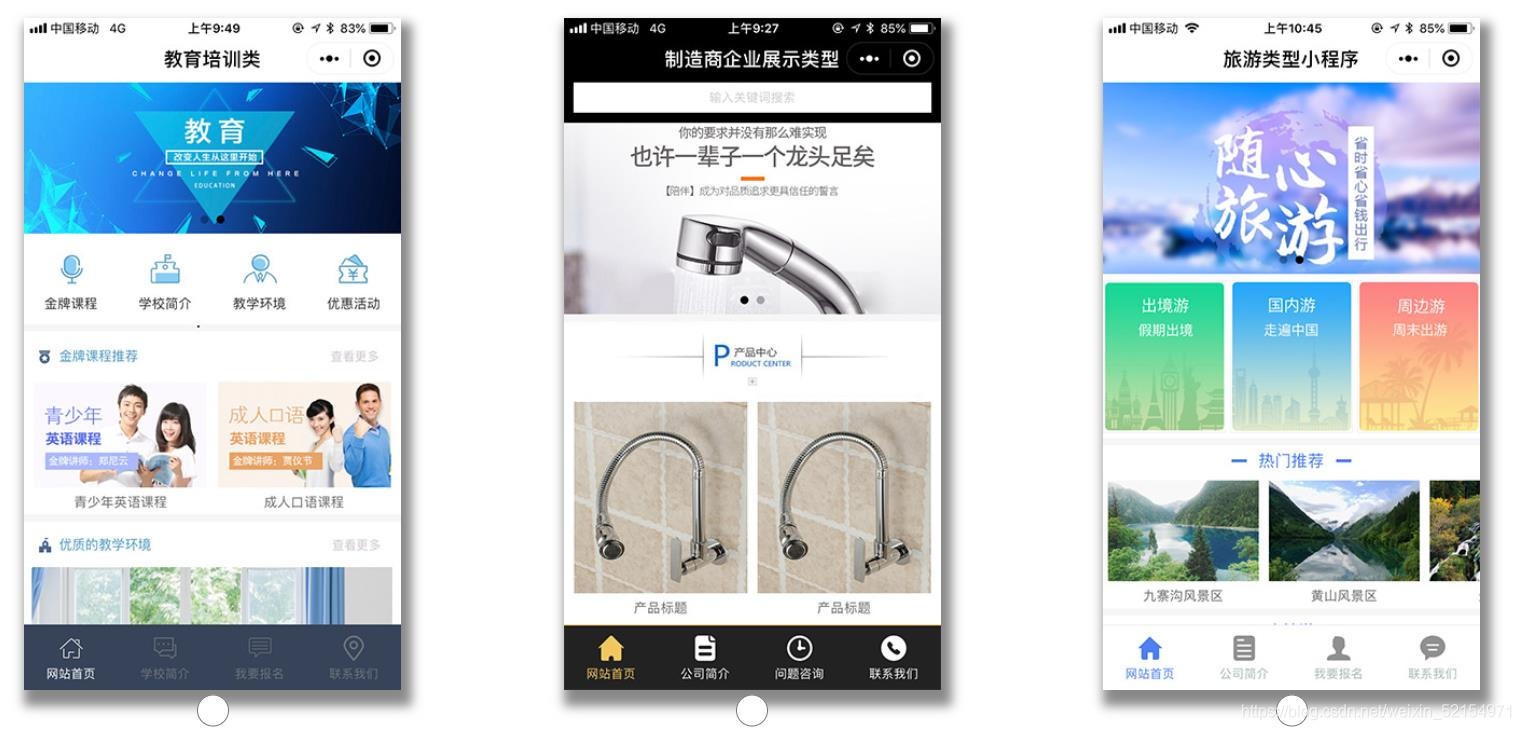 中国移动 4G 上午9:49 83%
教育培训类
教育
改变人生从这里开始
CHANGE LIFE FROM HERE
EDUCATION
金牌课程 学校简介 教学环境 优惠活动
金牌课程推荐 查看更多
青少年
英语课程
金牌讲师：郑尼云
成人口语
英语课程
金牌讲师：贾仪节
青少年英语课程 成人口语课程
优质的教学环境 查看更多
网站首页 学校简介 我要报名 联系我们
中国移动 4G 上午9:27 85%
制造商企业展示类型
输入关键词搜索
你的要求并没有那么难实现
也许一辈子一个龙头足矣
【陪伴】成为对品质追求更具信任的誓言
P 产品中心
RODUCT CENTER
产品标题 产品标题
网站首页 公司简介 问题咨询 联系我们
中国移动 上午10:45 85%
旅游类型小程序
随心
旅游
省时省心省钱出行
出境游 国内游 周边游
假期出境 走遍中国 周末出游
热门推荐
九寨沟风景区 黄山风景区
网站首页 公司简介 我要报名 联系我们
https://blog.csdn.net/weixin_52154971